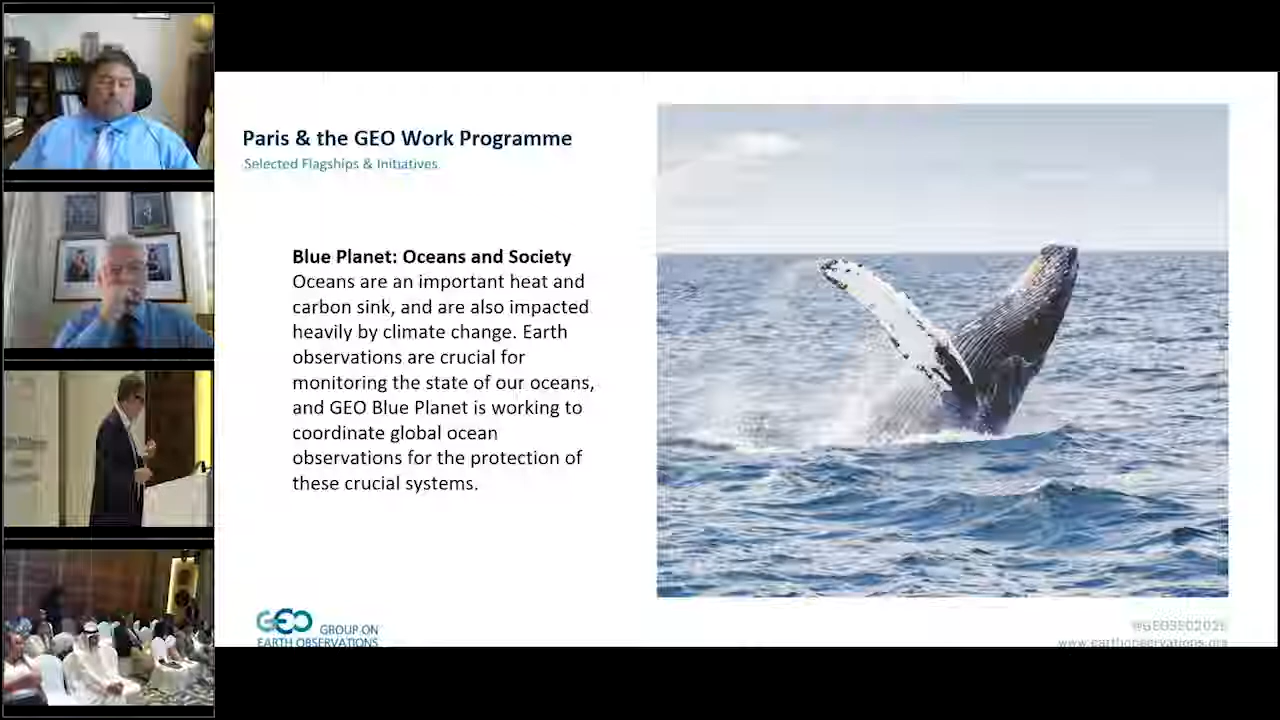 Paris & the GEO Work Programme
Selected Flagships & Initiatives
Blue Planet: Oceans and Society
Oceans are an important heat and
carbon sink, and are also impacted
heavily by climate change. Earth
observations are crucial for
monitoring the state of our oceans,
and GEO Blue Planet is working to
coordinate global ocean
observations for the protection of
these crucial systems.
GEO GROUP ON
EARTH OBSERVATIONS
www.earthobservations.org